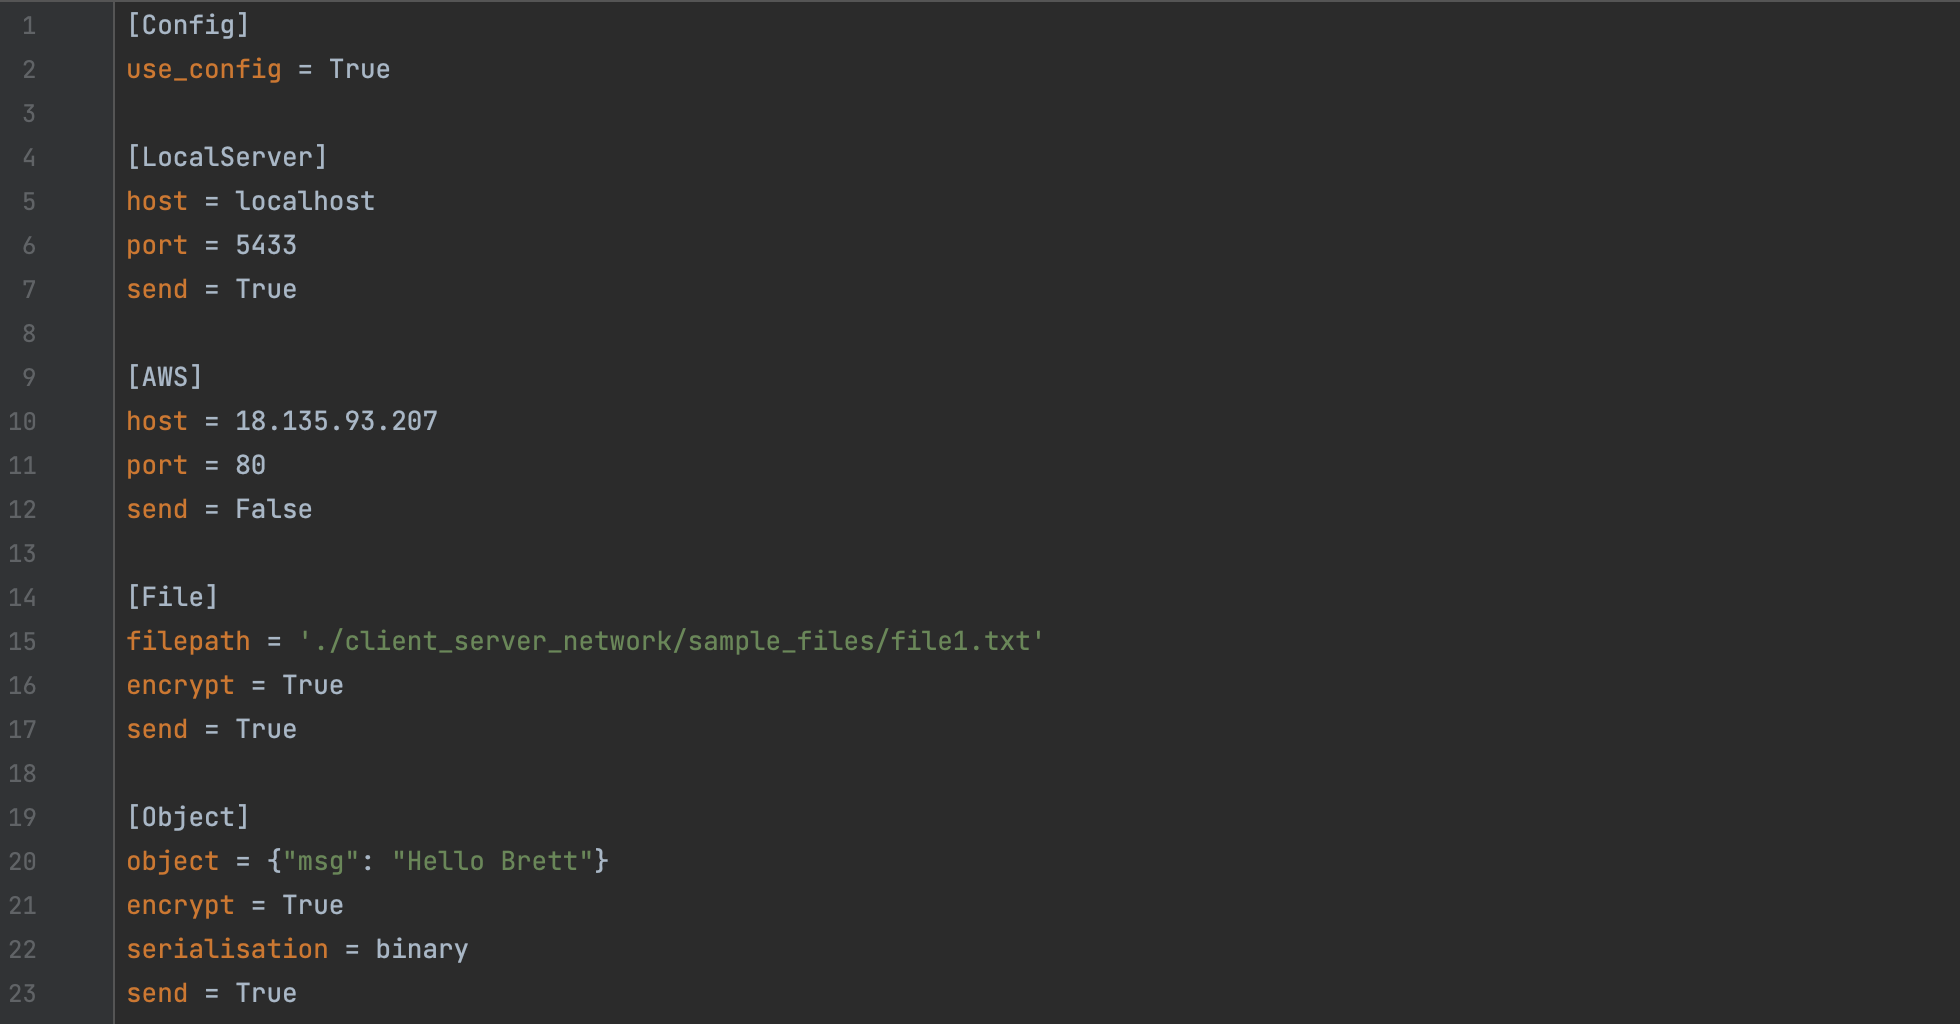 1 [Config]
2 use_config = True
3
4 [LocalServer]
5 host = localhost
6 port = 5433
7 send = True
8
9 [AWS]
10 host = 18.135.93.207
11 port = 80
12 send = False
13
14 [File]
15 filepath = './client_server_network/sample_files/file1.txt'
16 encrypt = True
17 send = True
18
19 [Object]
20 object = {"msg": "Hello Brett"}
21 encrypt = True
22 serialisation = binary
23 send = True